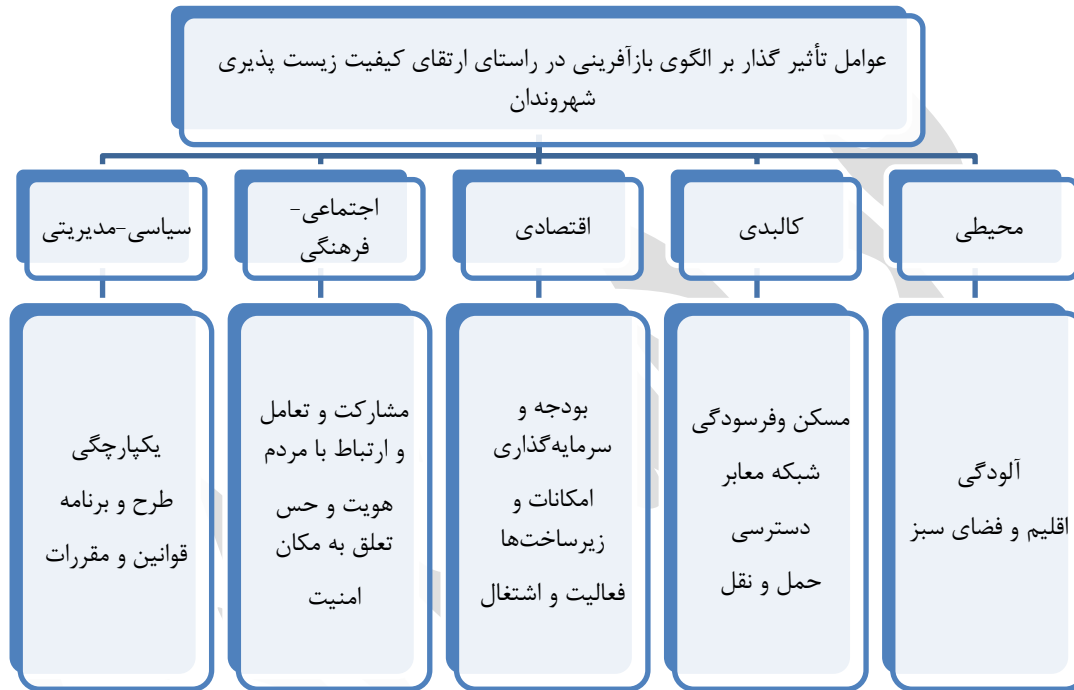 عوامل تأثیر گذار بر الگوی بازآفرینی در راستای ارتقای کیفیت زیست پذیری
شهروندان
محیطی
کالبدی
اقتصادی
اجتماعی-
فرهنگی
سیاسی-مدیریتی
آلودگی
اقلیم و فضای سبز
مسکن وفرسودگی
شبکه معابر
دسترسی
حمل و نقل
بودجه و
سرمایه‌گذاری
امکانات و
زیرساخت‌ها
فعالیت و اشتغال
مشارکت و تعامل
و ارتباط با مردم
هویت و حس
تعلق به مکان
امنیت
یکپارچگی
طرح و برنامه
قوانین و مقررات